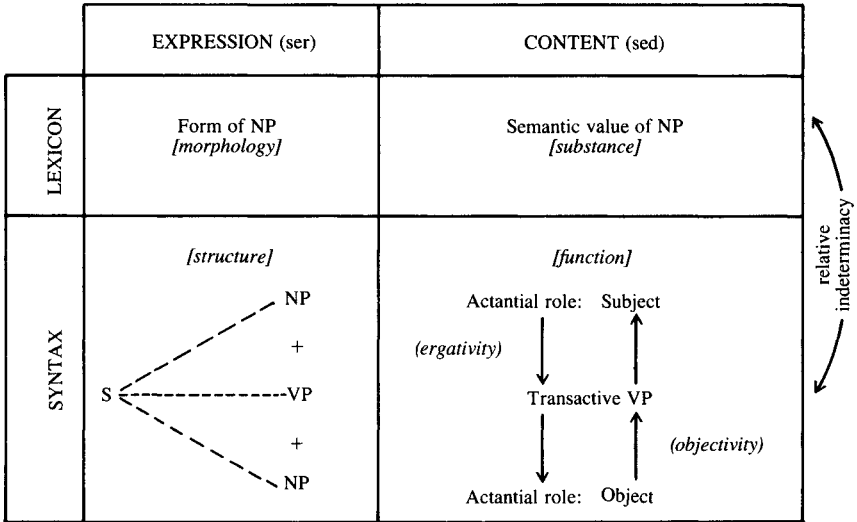 EXPRESSION (ser)
CONTENT (sed)
LEXICON
Form of NP
[morphology]
Semantic value of NP
[substance]
relative
indeterminacy
SYNTAX
[structure]
NP
+
S
VP
+
NP
[function]
Actantial role: Subject
(ergativity)
Transactive VP
(objectivity)
Actantial role: Object